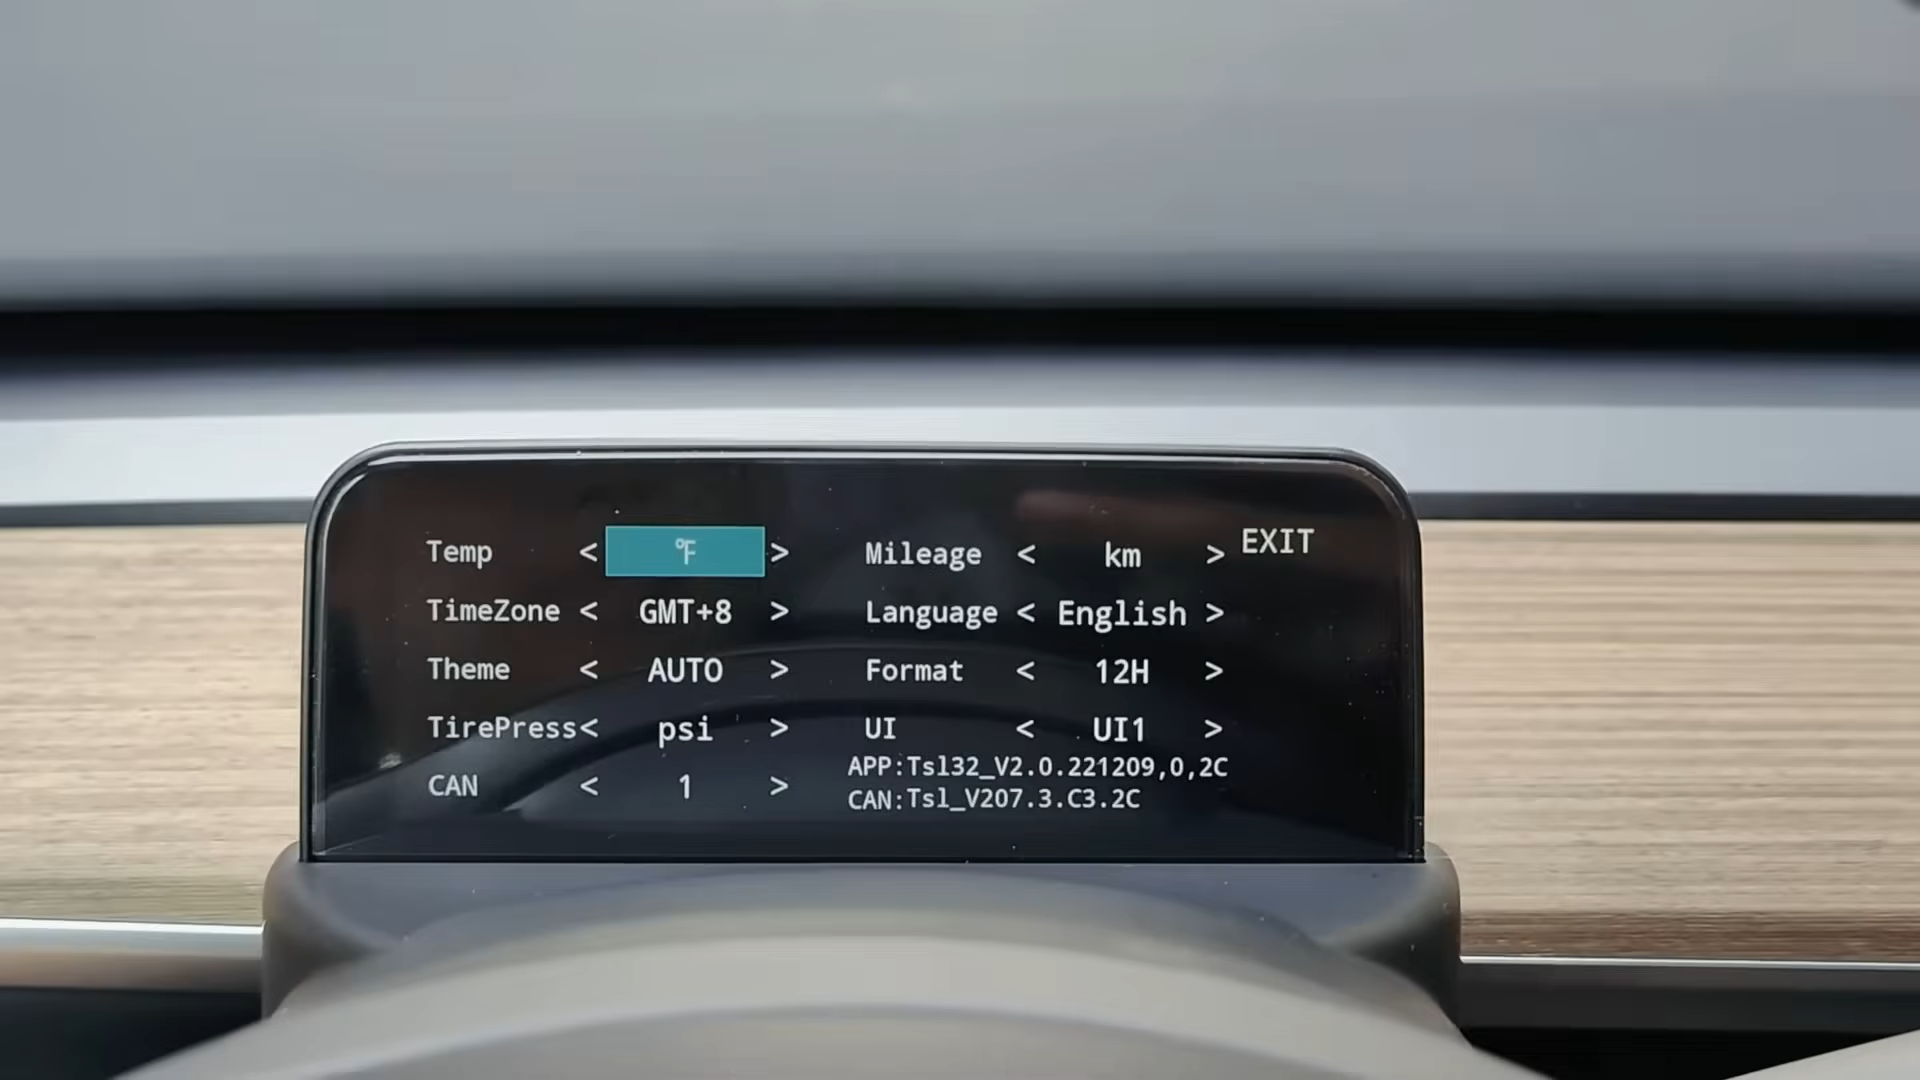 Temp < °F > Mileage < km > EXIT
TimeZone < GMT+8 > Language < English >
Theme < AUTO > Format < 12H >
TirePress< psi > UI < UI1 >
APP:Tsl32_V2.0.221209,0,2C
CAN < 1 > CAN:Tsl_V207.3.C3.2C